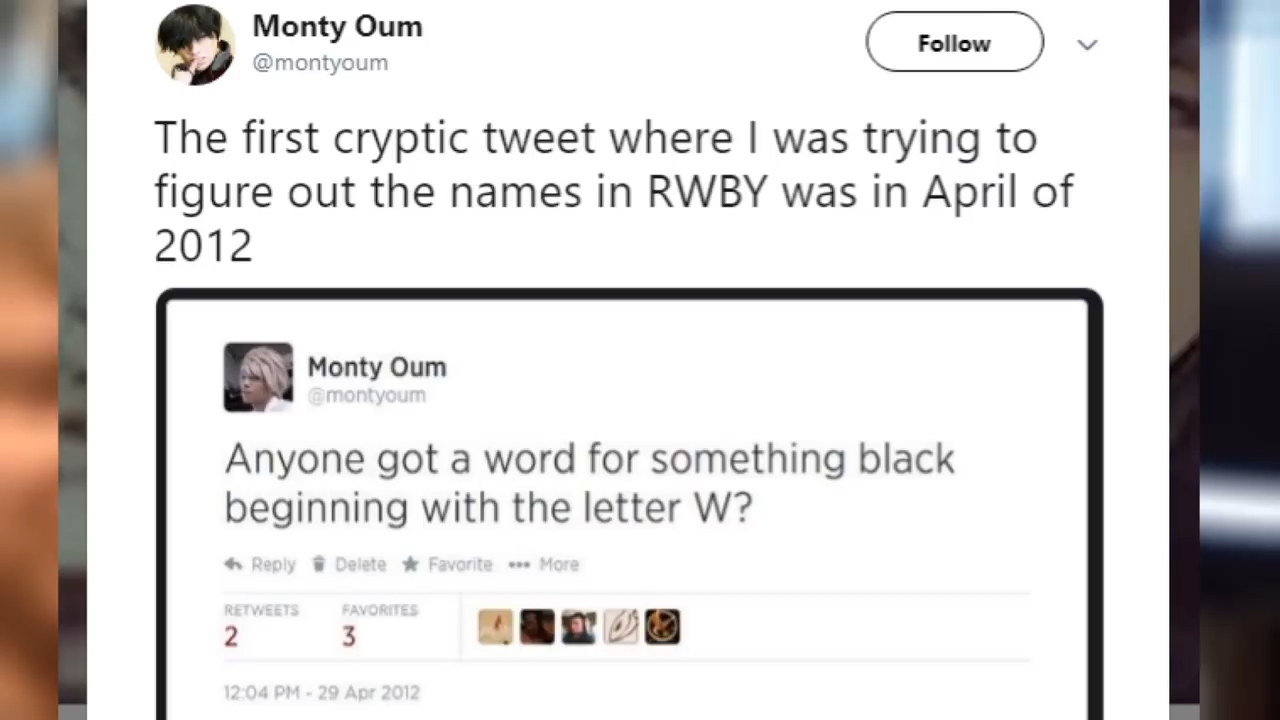 Monty Oum
@montyoum
Follow
The first cryptic tweet where I was trying to
figure out the names in RWBY was in April of
2012
Monty Oum
@montyoum
Anyone got a word for something black
beginning with the letter W?
Reply Delete Favorite More
RETWEETS FAVORITES
2 3
12:04 PM - 29 Apr 2012